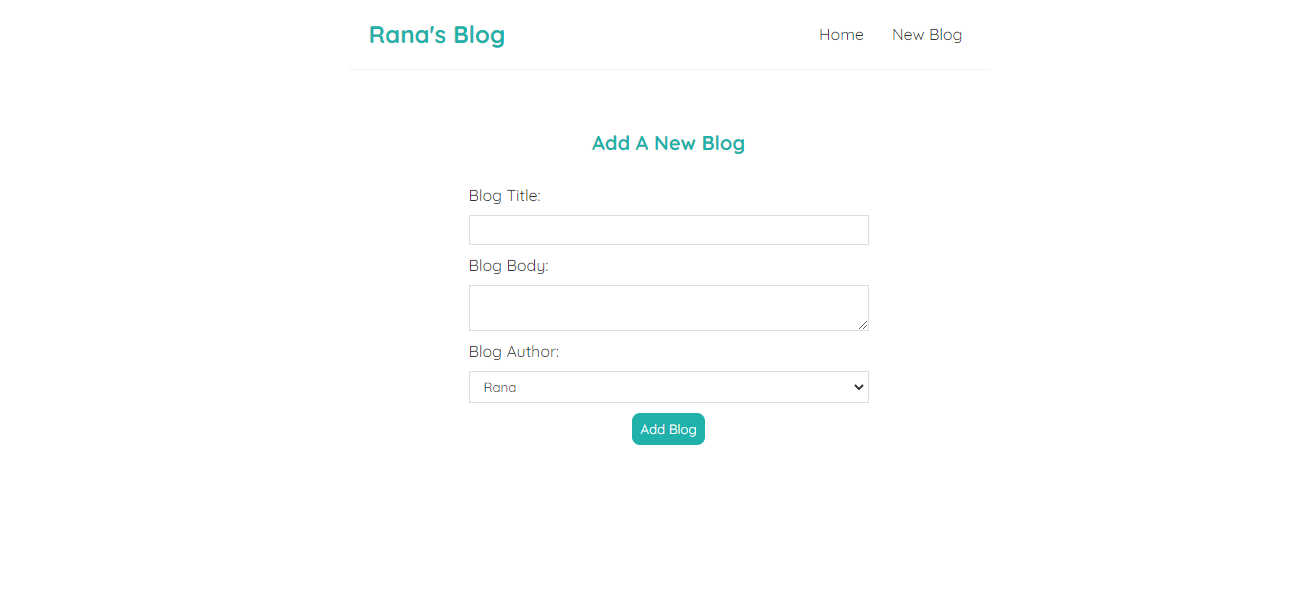 Rana's Blog
Home New Blog
Add A New Blog
Blog Title:
Blog Body:
Blog Author:
Rana
Add Blog